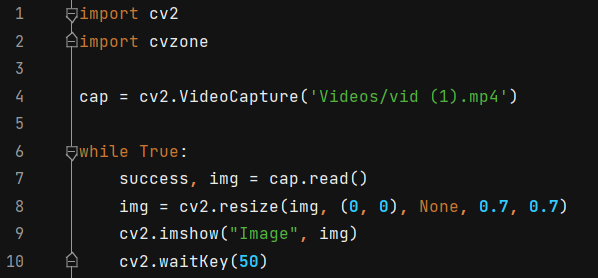 1 import cv2
2 import cvzone
3
4 cap = cv2.VideoCapture('Videos/vid (1).mp4')
5
6 while True:
7     success, img = cap.read()
8     img = cv2.resize(img, (0, 0), None, 0.7, 0.7)
9     cv2.imshow("Image", img)
10     cv2.waitKey(50)